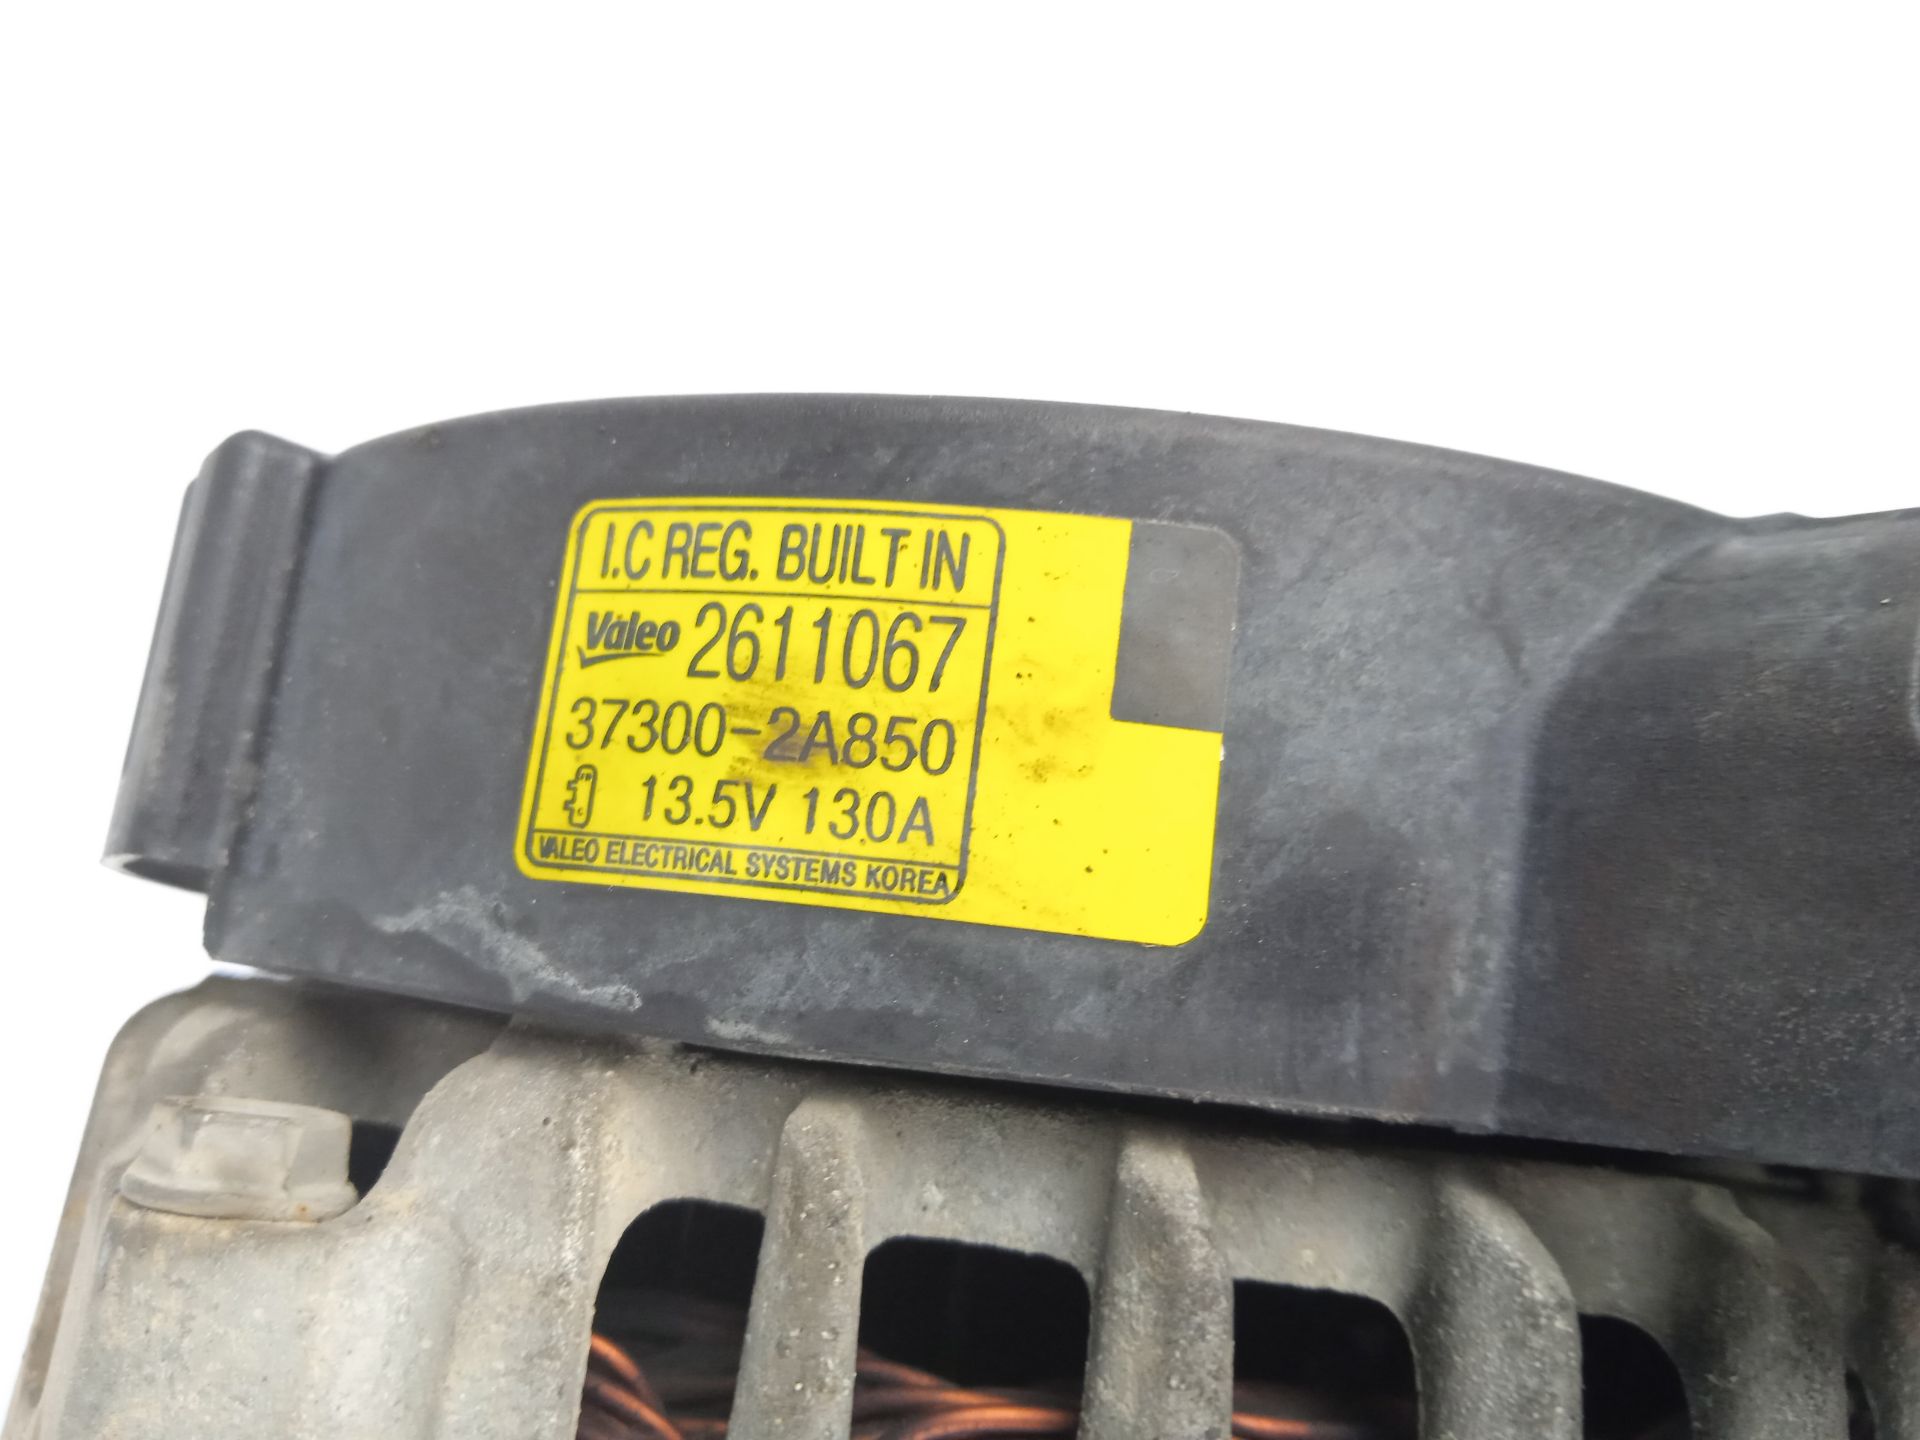 I.C REG. BUILT IN
Valeo 2611067
37300-2A850
13.5V 130A
VALEO ELECTRICAL SYSTEMS KOREA